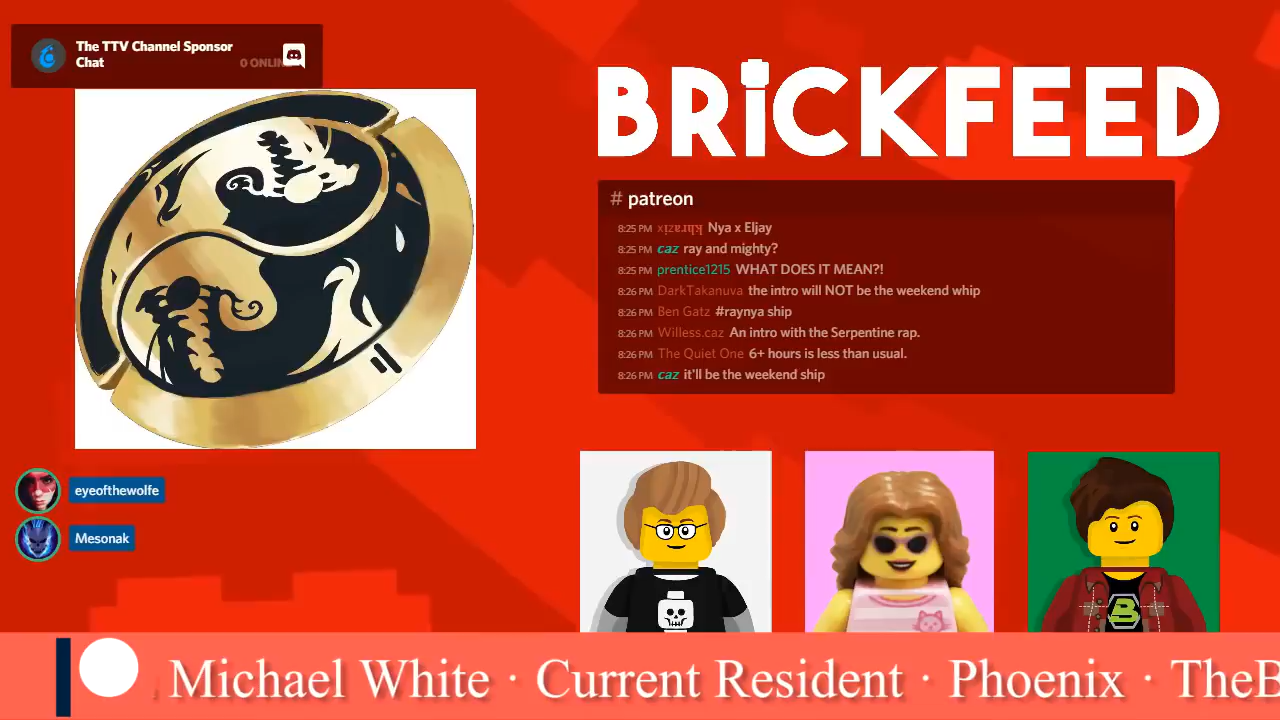 The TTV Channel Sponsor
Chat
BRiCKFEED
# patreon
8:25 PM Nya x Eljay
8:25 PM caz ray and mighty?
8:25 PM prentice1215 WHAT DOES IT MEAN?!
8:26 PM DarkTakanuva the intro will NOT be the weekend whip
8:26 PM Ben Gatz #raynya ship
8:26 PM Willess.caz An intro with the Serpentine rap.
8:26 PM The Quiet One 6+ hours is less than usual.
8:26 PM caz it'll be the weekend ship
eyeofthewolfe
Mesonak
B
Michael White · Current Resident · Phoenix · TheB